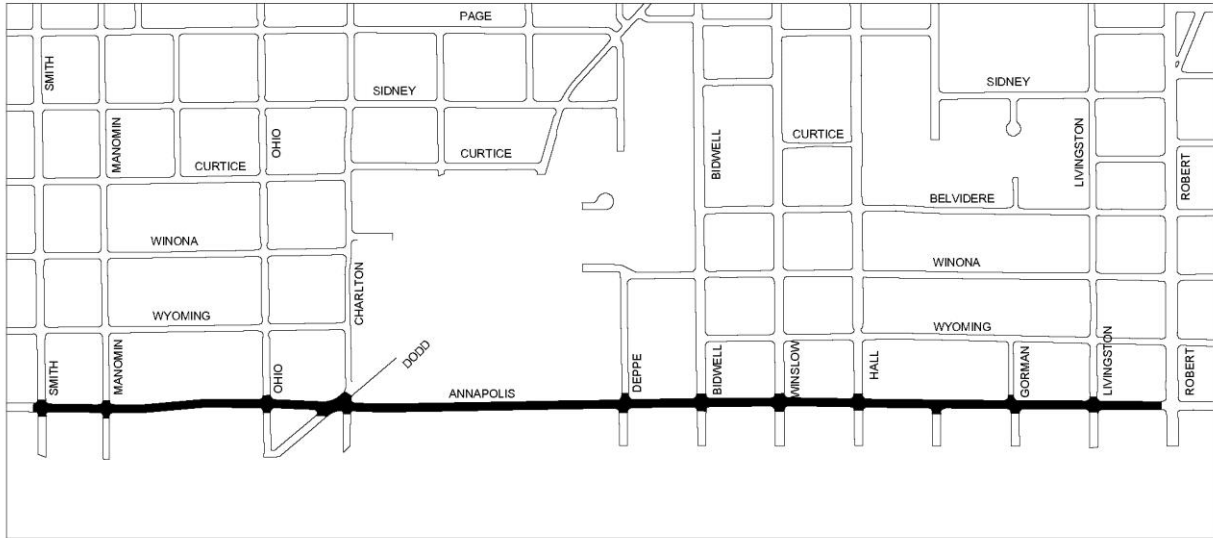 PAGE
SMITH
SIDNEY
SIDNEY
MANOMIN
OHIO
CURTICE
CURTICE
CURTICE
BIDWELL
LIVINGSTON
ROBERT
BELVIDERE
WINONA
WINONA
CHARLTON
WYOMING
WYOMING
DODD
SMITH
MANOMIN
OHIO
ANNAPOLIS
DEPPE
BIDWELL
WINSLOW
HALL
GORMAN
LIVINGSTON
ROBERT